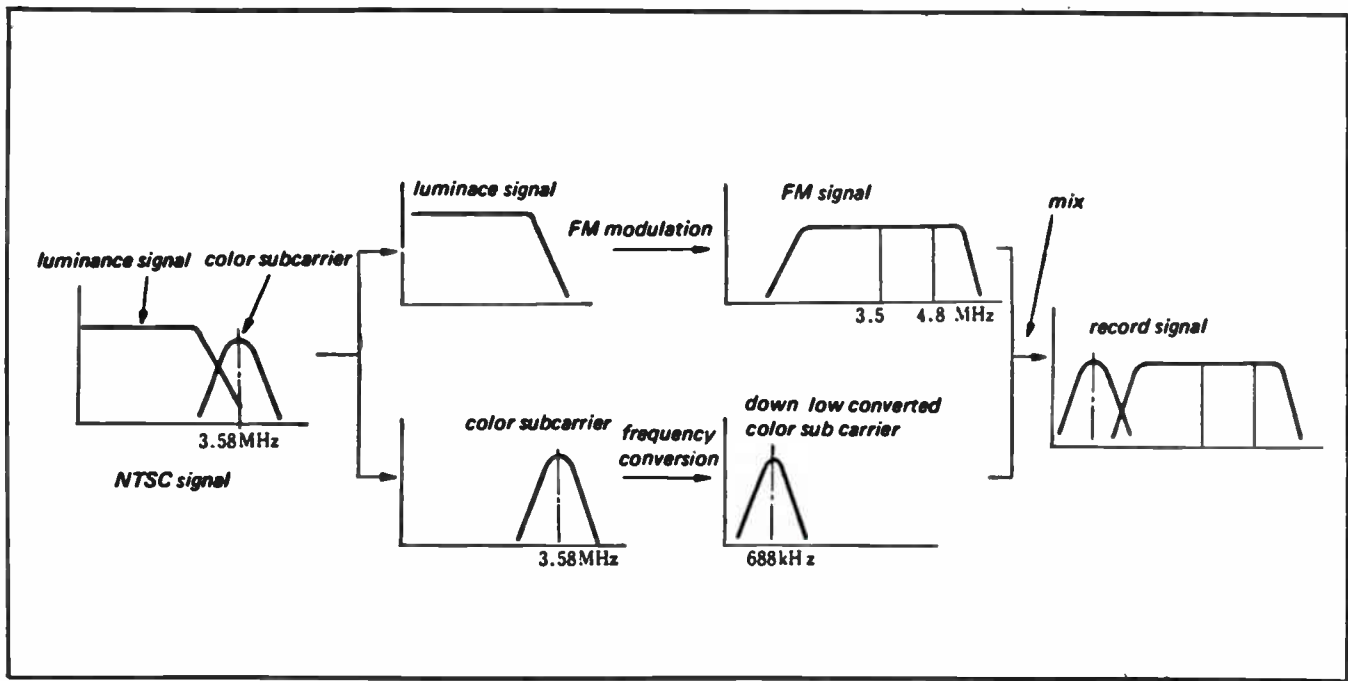 luminace signal
FM signal
mix
FM modulation
luminance signal
color subcarrier
3.5
4.8 MHz
record signal
3.58MHz
NTSC signal
color subcarrier
frequency
conversion
down low converted
color sub carrier
3.58MHz
688kHz